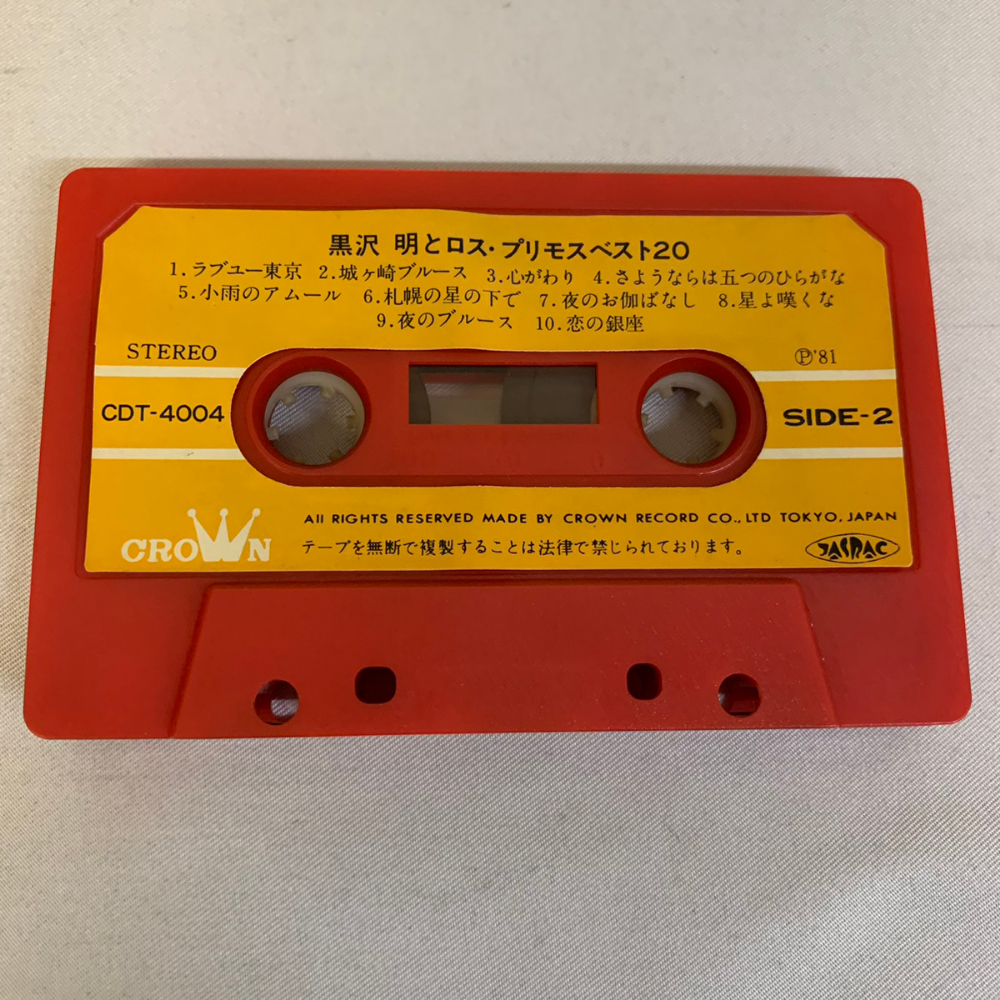 黒沢 明とロス・プリモスベスト20
1.ラブユー東京 2.城ヶ崎ブルース 3.心がわり 4.さようならは五つのひらがな
5.小雨のアムール 6.札幌の星の下で 7.夜のお伽ばなし 8.星よ嘆くな
9.夜のブルース 10.恋の銀座
STEREO
Ⓟ'81
CDT-4004
SIDE-2
CROWN
All RIGHTS RESERVED MADE BY CROWN RECORD CO., LTD TOKYO, JAPAN
テープを無断で複製することは法律で禁じられております。
JASRAC